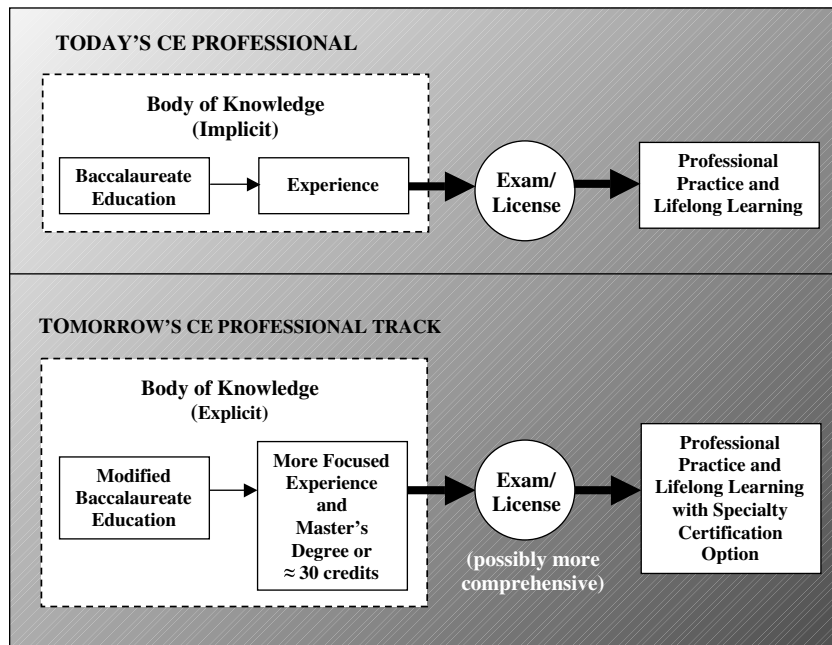 TODAY'S CE PROFESSIONAL
Body of Knowledge
(Implicit)
Baccalaureate
Education
Experience
Exam/
License
Professional
Practice and
Lifelong Learning
TOMORROW'S CE PROFESSIONAL TRACK
Body of Knowledge
(Explicit)
Modified
Baccalaureate
Education
More Focused
Experience
and
Master's
Degree or
≈ 30 credits
Exam/
License
(possibly more
comprehensive)
Professional
Practice and
Lifelong Learning
with Specialty
Certification
Option